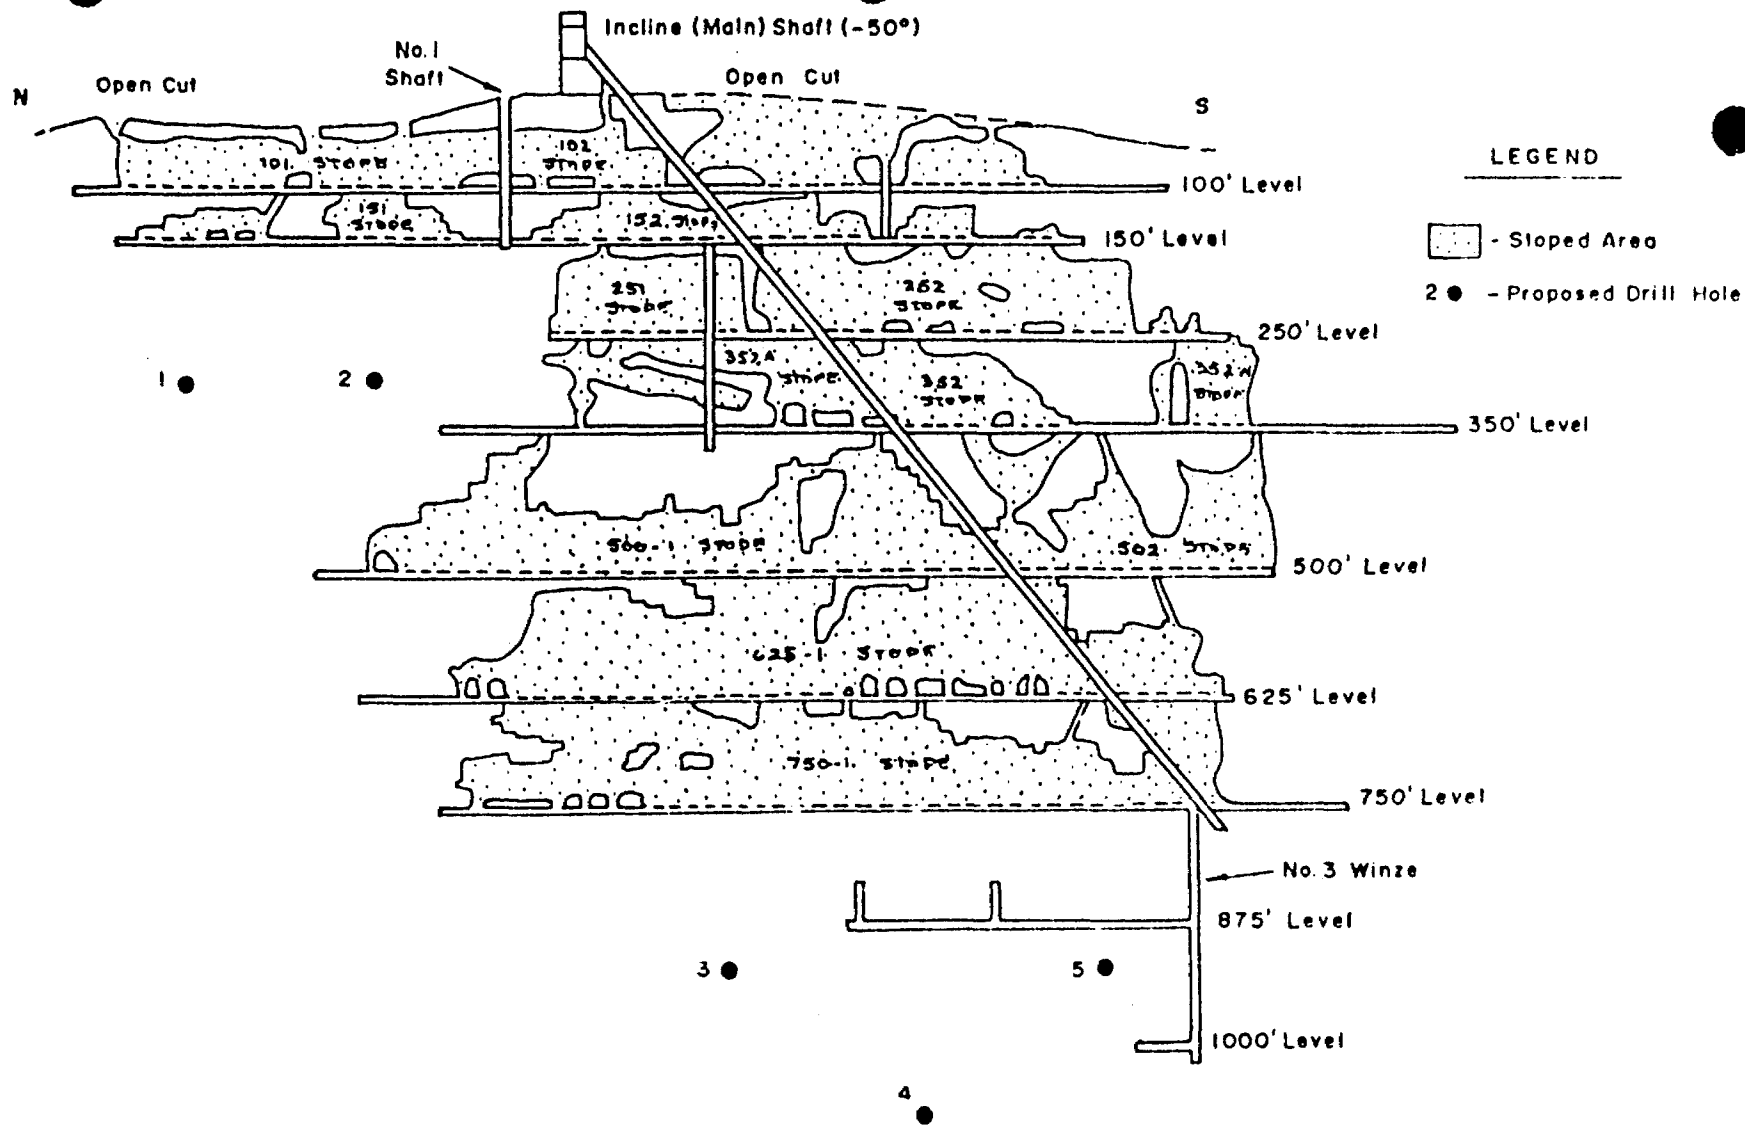 Incline (Main) Shaft (-50°)
No. 1
Shaft
Open Cut
Open Cut
N
S
101 STOPE
102
STOPE
100' Level
LEGEND
151
STOPE
152 Stope
150' Level
- Stoped Area
251
STOPE
252
STOPE
2 - Proposed Drill Hole
250' Level
1
2
352A
STOPE
352
STOPE
STOPE
350' Level
500-1 STOPE
502 STOPE
500' Level
625-1 STOPE
625' Level
750-1 STOPE
750' Level
No. 3 Winze
875' Level
3
5
1000' Level
4